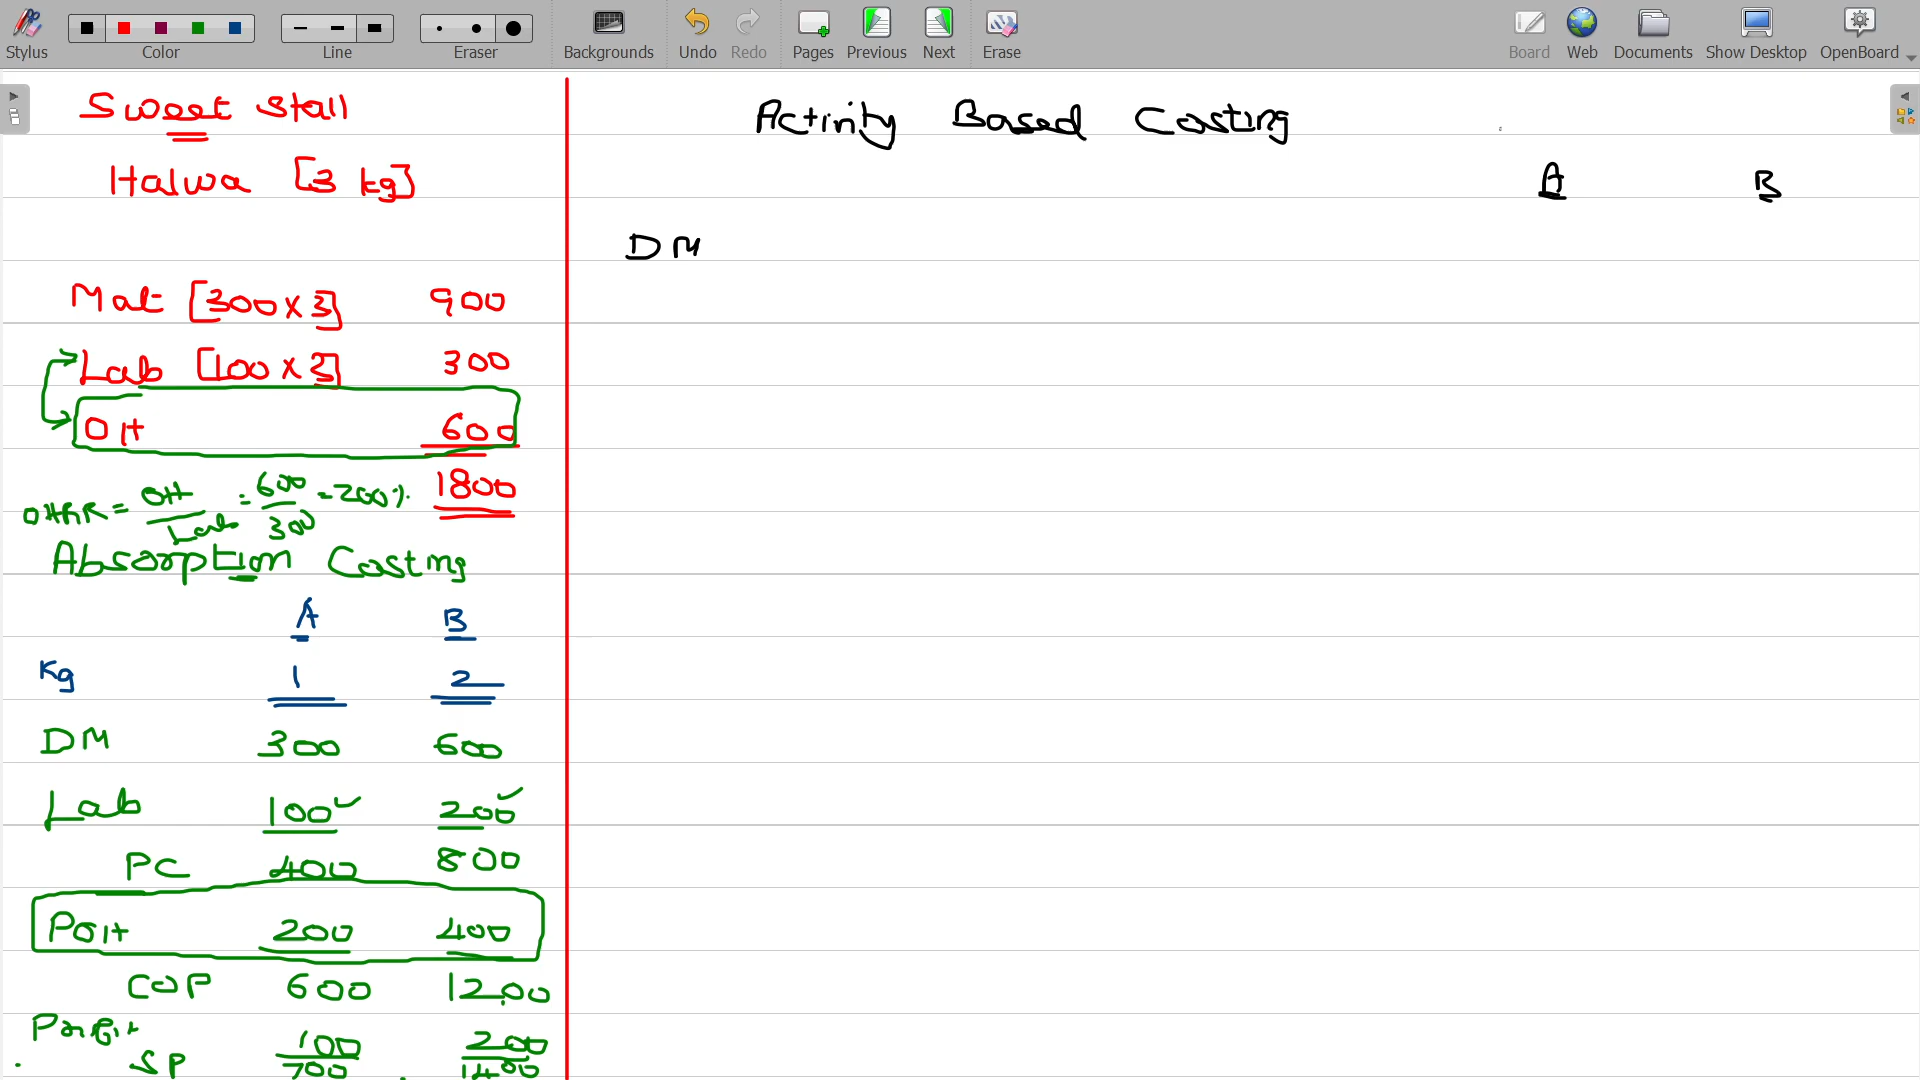 Stylus Color Line Eraser Backgrounds Undo Redo Pages Previous Next Erase Board Web Documents Show Desktop OpenBoard
Sweet Stall
Halwa [3 kg]
Mat [300 x 3] 900
Lab [100 x 3] 300
OH 600
1800
OHRR = OH / Lab = 600 / 300 = 200%
Absorption Costing
A B
Kg 1 2
DM 300 600
Lab 100 200
PC 400 800
POH 200 400
COP 600 1200
Profit 100 200
SP 700 1400
Activity Based Costing
A B
DM